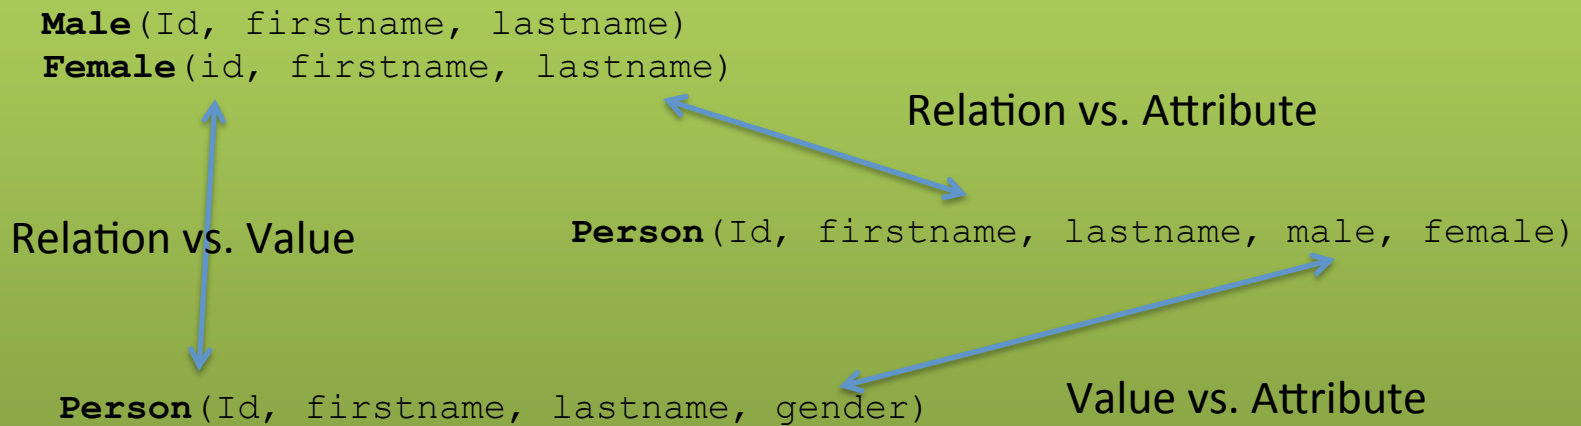 Male(Id, firstname, lastname)
Female(id, firstname, lastname)
Relation vs. Attribute
Relation vs. Value
Person(Id, firstname, lastname, male, female)
Person(Id, firstname, lastname, gender)
Value vs. Attribute